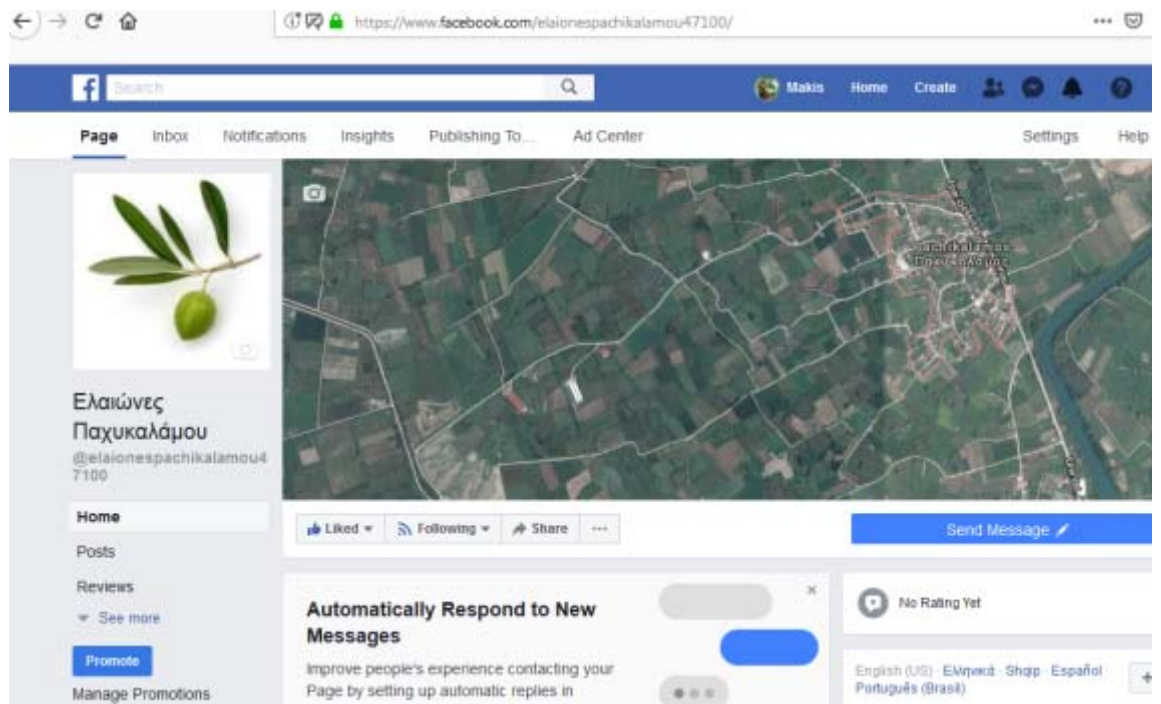 https://www.facebook.com/elaionespachikalamou47100/
Search
Makis Home Create
Page Inbox Notifications Insights Publishing To... Ad Center Settings Help
Pachikalamou
Παχυκάλαμος
Ελαιώνες
Παχυκαλάμου
@elaionespachikalamou4
7100
Home
Posts
Reviews
See more
Promote
Manage Promotions
Liked Following Share ...
Send Message
Automatically Respond to New
Messages
Improve people's experience contacting your
Page by setting up automatic replies in
No Rating Yet
English (US) · Ελληνικά · Shqip · Español ·
Português (Brasil)